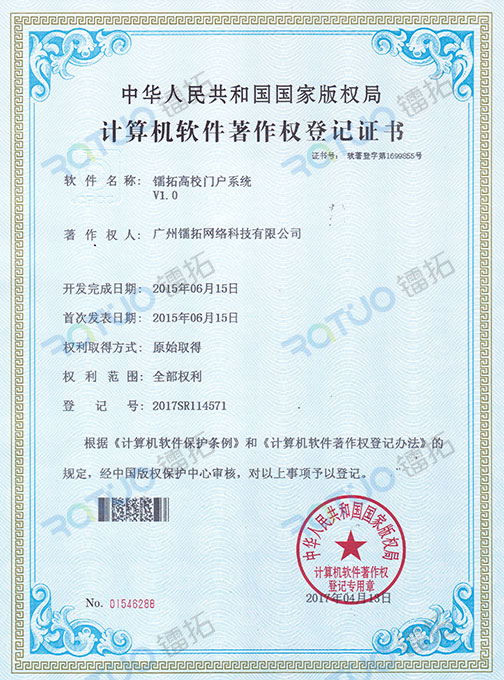 中华人民共和国国家版权局
计算机软件著作权登记证书
证书号： 软著登字第1699855号
软件名称： 镭拓高校门户系统
V1.0
著作权人： 广州镭拓网络科技有限公司
开发完成日期： 2015年06月15日
首次发表日期： 2015年06月15日
权利取得方式： 原始取得
权利范围： 全部权利
登记号： 2017SR114571
根据《计算机软件保护条例》和《计算机软件著作权登记办法》的
规定，经中国版权保护中心审核，对以上事项予以登记。
中华人民共和国国家版权局
计算机软件著作权
登记专用章
2017年04月13日
No. 01546288
RATUO 镭拓
RATUO 镭拓
RATUO 镭拓
RATUO 镭拓
RATUO 镭拓
RATUO 镭拓